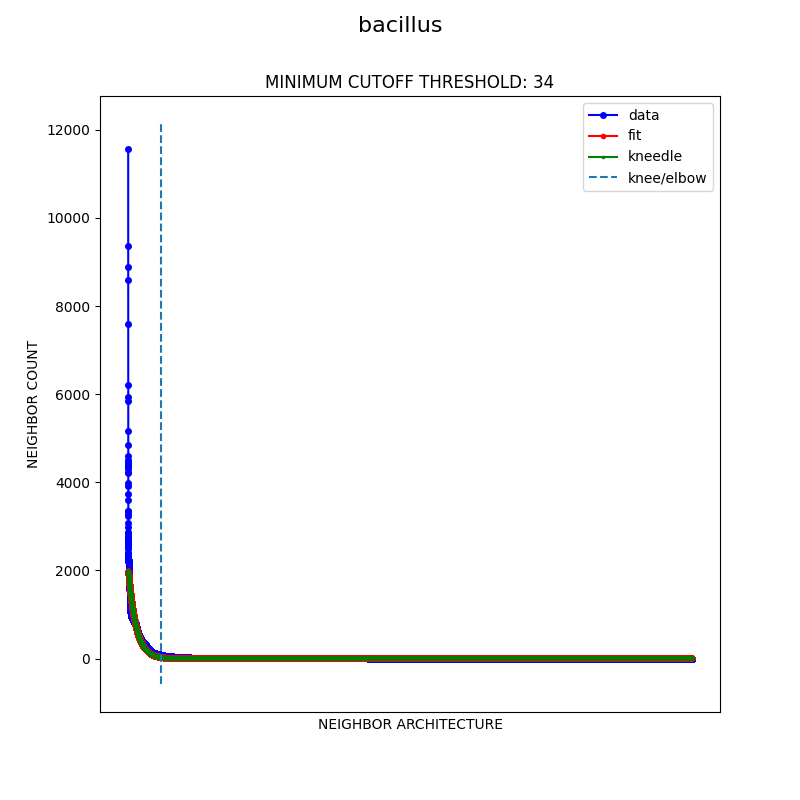 bacillus
MINIMUM CUTOFF THRESHOLD: 34
data
fit
kneedle
knee/elbow
12000
10000
8000
6000
4000
2000
0
NEIGHBOR COUNT
NEIGHBOR ARCHITECTURE